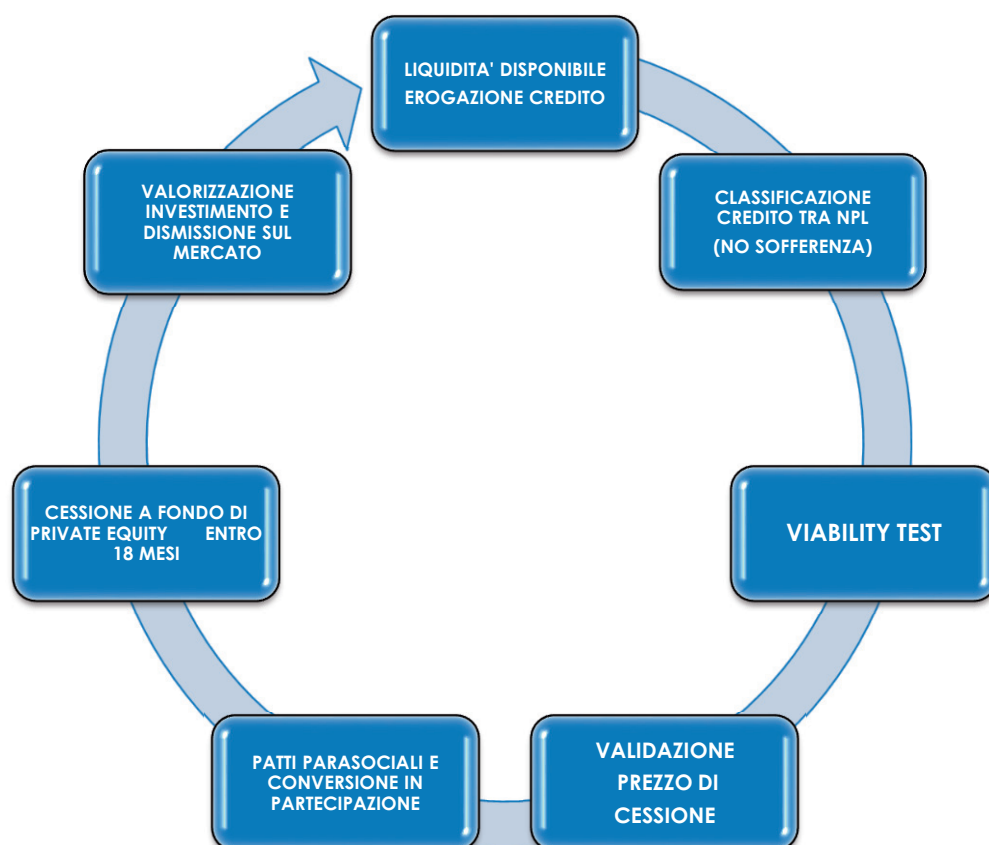 LIQUIDITA' DISPONIBILE
EROGAZIONE CREDITO
CLASSIFICAZIONE
CREDITO TRA NPL
(NO SOFFERENZA)
VIABILITY TEST
VALIDAZIONE
PREZZO DI
CESSIONE
PATTI PARASOCIALI E
CONVERSIONE IN
PARTECIPAZIONE
CESSIONE A FONDO DI
PRIVATE EQUITY ENTRO
18 MESI
VALORIZZAZIONE
INVESTIMENTO E
DISMISSIONE SUL
MERCATO